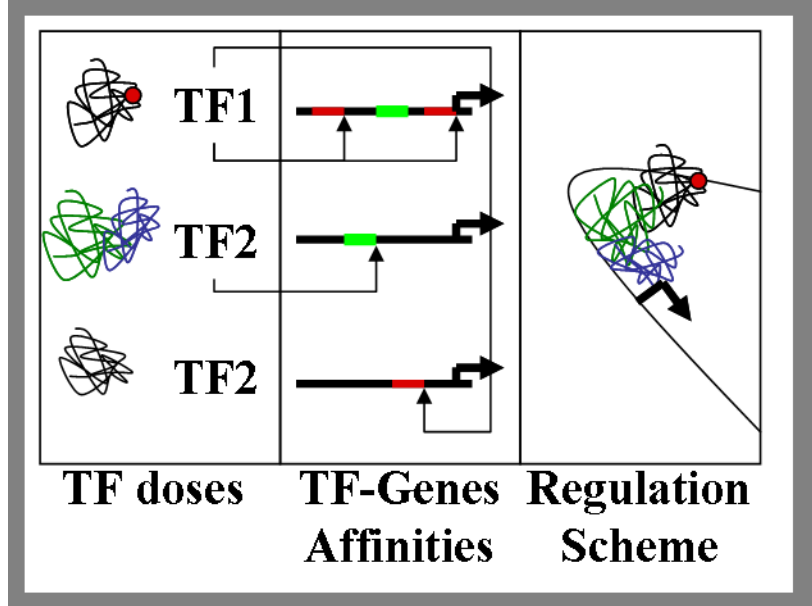 TF1
TF2
TF2
TF doses
TF-Genes
Affinities
Regulation
Scheme